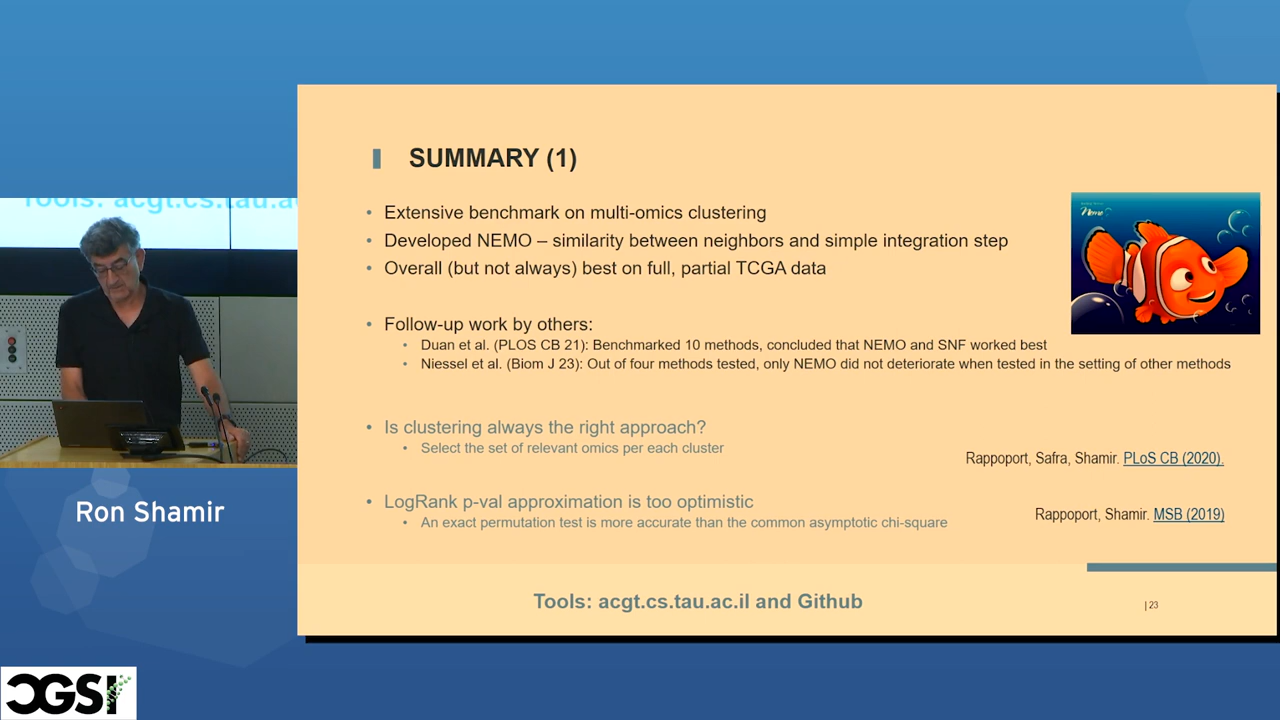 Tools: acgt.cs.tau.a
SUMMARY (1)
• Extensive benchmark on multi-omics clustering
• Developed NEMO – similarity between neighbors and simple integration step
• Overall (but not always) best on full, partial TCGA data
Nemo
• Follow-up work by others:
• Duan et al. (PLOS CB 21): Benchmarked 10 methods, concluded that NEMO and SNF worked best
• Niessel et al. (Biom J 23): Out of four methods tested, only NEMO did not deteriorate when tested in the setting of other methods
• Is clustering always the right approach?
• Select the set of relevant omics per each cluster
Rappoport, Safra, Shamir. PLoS CB (2020).
• LogRank p-val approximation is too optimistic
• An exact permutation test is more accurate than the common asymptotic chi-square
Rappoport, Shamir. MSB (2019)
Tools: acgt.cs.tau.ac.il and Github
| 23
Ron Shamir
CGSI